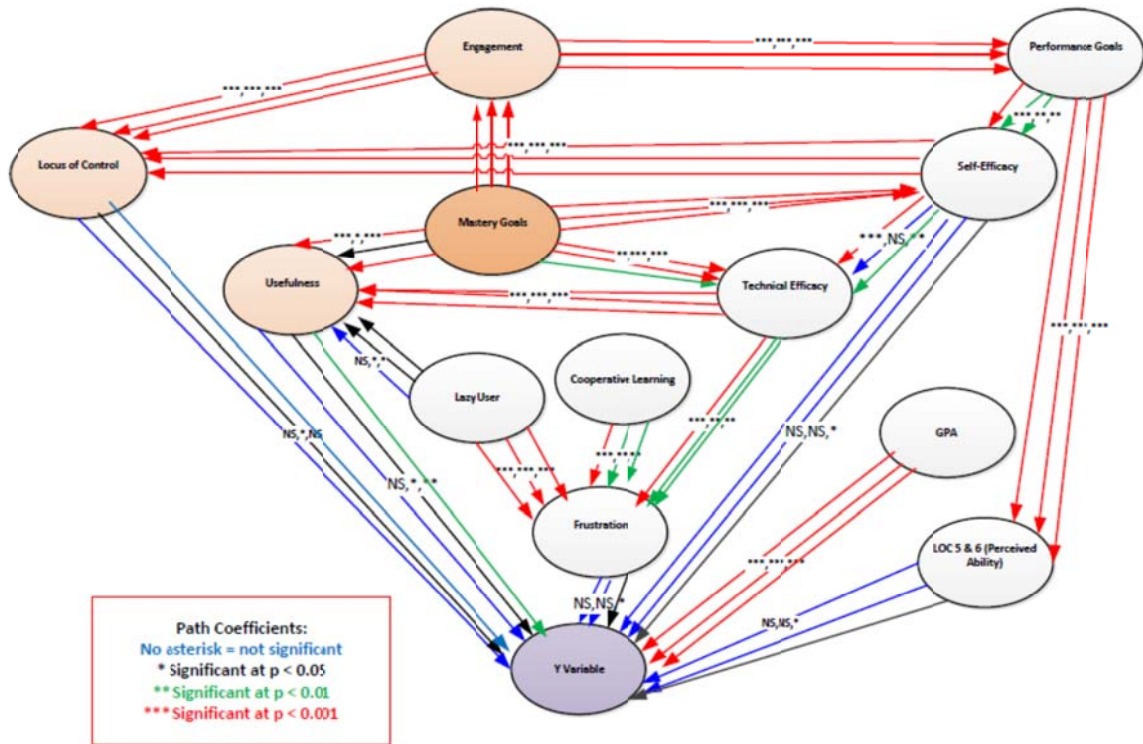 Engagement
***,***,***
Performance Goals
***,***,***
***,**,**
Locus of Control
***,***,***
Self-Efficacy
Mastery Goals
***,***,***
***,*,***
***,NS,**
**,***,***
Usefulness
***,***,***
Technical Efficacy
***,***,***
NS,*,*
Lazy User
Cooperative Learning
GPA
NS,*,NS
***,**,**
NS,NS,*
NS,*,**
***,***,***
Frustration
LOC 5 & 6 (Perceived
Ability)
***,***,***
NS,NS,*
NS,NS,*
Y Variable
Path Coefficients:
No asterisk = not significant
* Significant at p < 0.05
**Significant at p < 0.01
***Significant at p < 0.001